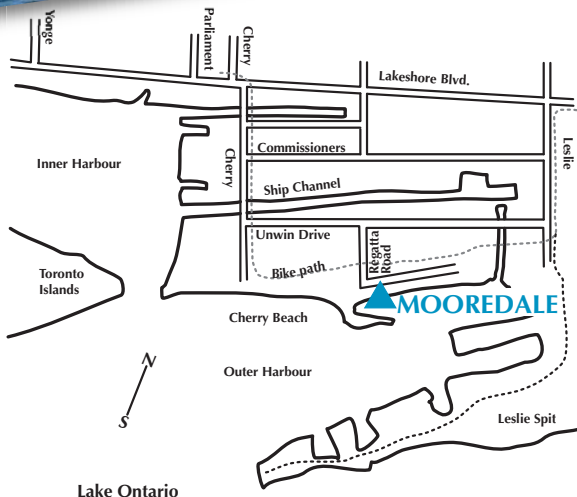 Yonge
Parliament
Cherry
Lakeshore Blvd.
Commissioners
Leslie
Inner Harbour
Cherry
Ship Channel
Unwin Drive
Regatta
Road
Toronto
Islands
Bike path
MOOREDALE
Cherry Beach
N
Outer Harbour
S
Leslie Spit
Lake Ontario